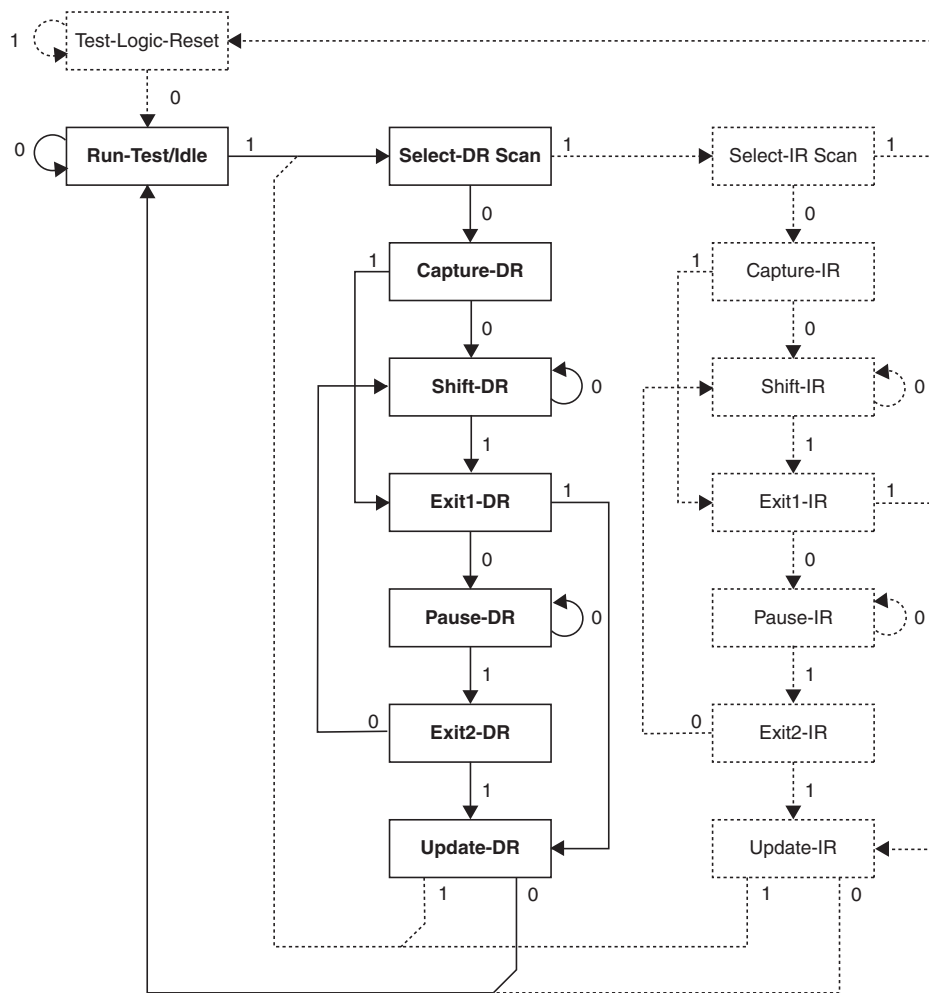 1
Test-Logic-Reset
0
0
Run-Test/Idle
1
Select-DR Scan
1
Select-IR Scan
1
0
0
1
Capture-DR
1
Capture-IR
0
0
Shift-DR
0
Shift-IR
0
1
1
Exit1-DR
1
Exit1-IR
1
0
0
Pause-DR
0
Pause-IR
0
1
1
0
Exit2-DR
0
Exit2-IR
1
1
Update-DR
Update-IR
1
0
1
0